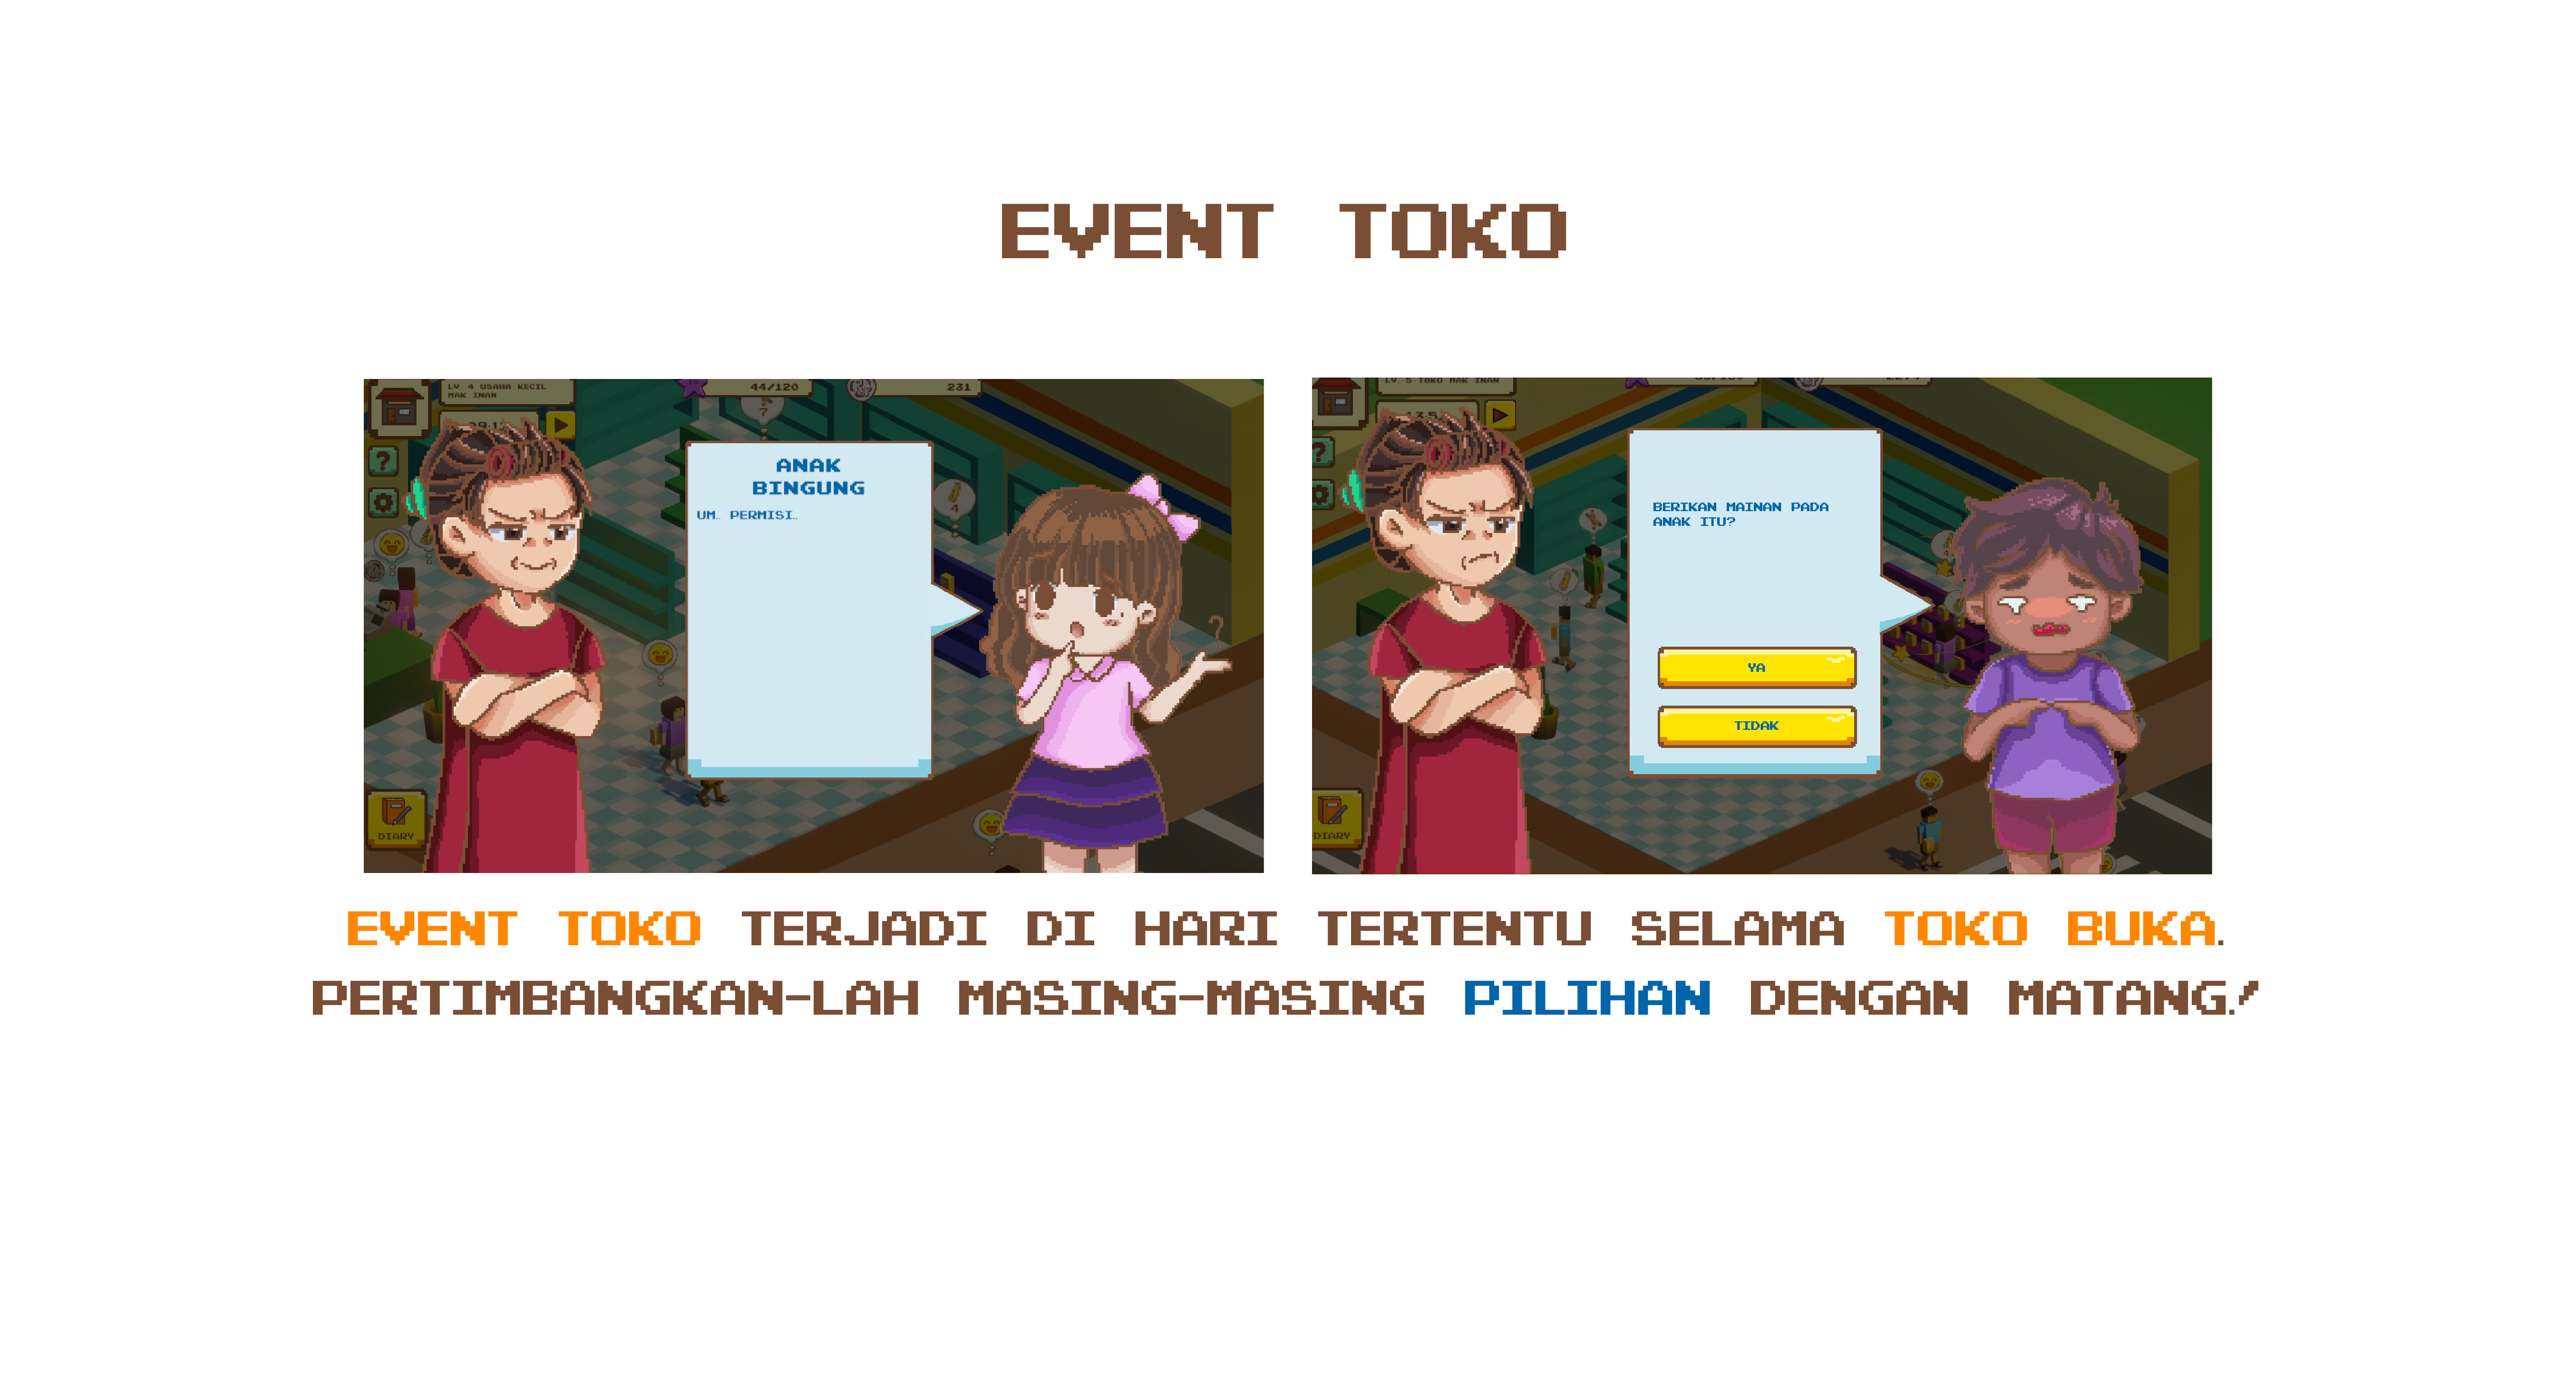 EVENT TOKO
LV 4 USAHA KECIL
MAK INAN
44/120
231
7
4
?
?
ANAK
BINGUNG
UM.. PERMISI..
DIARY
LV. 5 TOKO MAK INAN
?
BERIKAN MAINAN PADA
ANAK ITU?
YA
TIDAK
DIARY
EVENT TOKO TERJADI DI HARI TERTENTU SELAMA TOKO BUKA.
PERTIMBANGKAN-LAH MASING-MASING PILIHAN DENGAN MATANG!